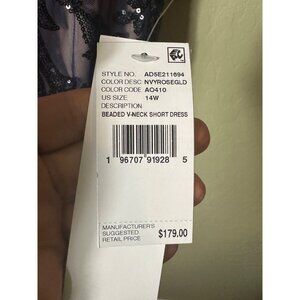 STYLE NO. AD5E211694
COLOR DESC NVYROSEGLD
COLOR CODE AO410
US SIZE 14W
DESCRIPTION
BEADED V-NECK SHORT DRESS
1 96707 91928 5
MANUFACTURER'S
SUGGESTED
RETAIL PRICE $179.00